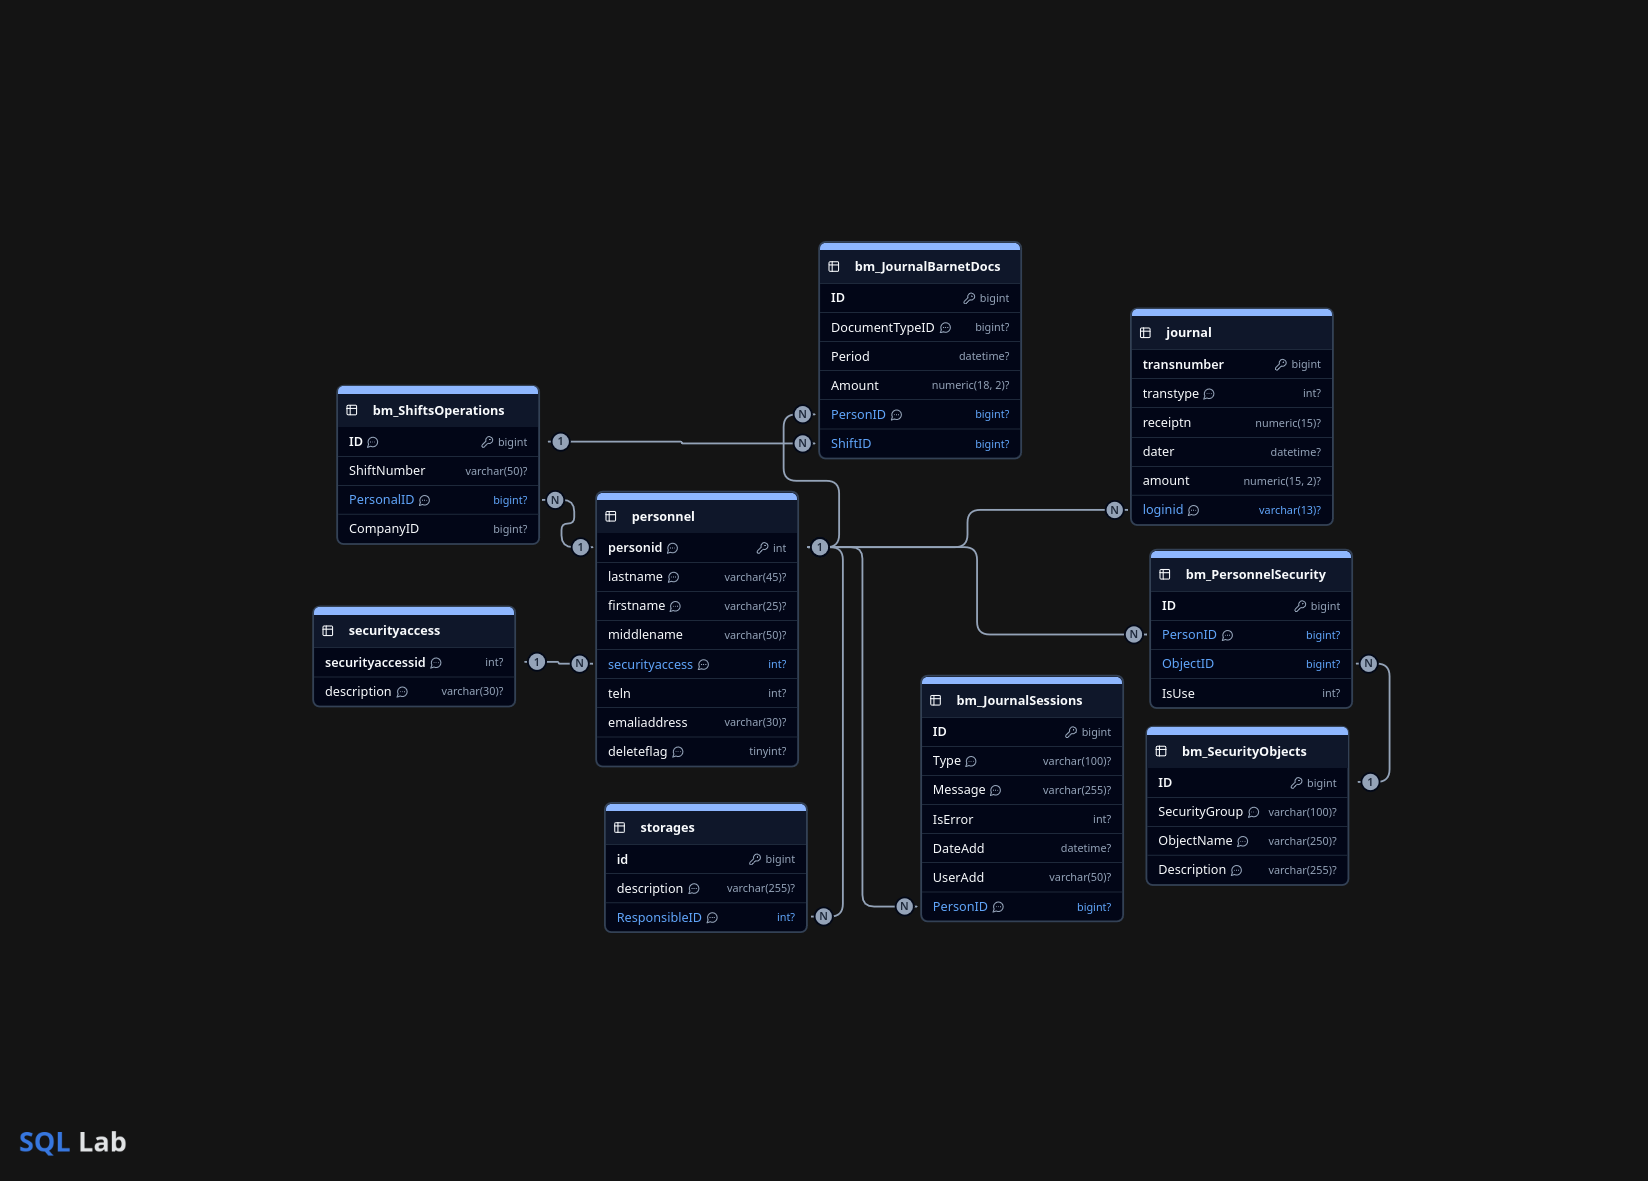 bm_JournalBarnetDocs
ID bigint
DocumentTypeID bigint?
Period datetime?
Amount numeric(18, 2)?
PersonID bigint?
ShiftID bigint?
journal
transnumber bigint
transtype int?
receiptn numeric(15)?
dater datetime?
amount numeric(15, 2)?
loginid varchar(13)?
bm_ShiftsOperations
ID bigint
ShiftNumber varchar(50)?
PersonalID bigint?
CompanyID bigint?
1
N
N
N
1
personnel
personid int
lastname varchar(45)?
firstname varchar(25)?
middlename varchar(50)?
securityaccess int?
teln int?
emaliaddress varchar(30)?
deleteflag tinyint?
1
N
bm_PersonnelSecurity
ID bigint
PersonID bigint?
ObjectID bigint?
IsUse int?
N
N
securityaccess
securityaccessid int?
description varchar(30)?
1
N
bm_JournalSessions
ID bigint
Type varchar(100)?
Message varchar(255)?
IsError int?
DateAdd datetime?
UserAdd varchar(50)?
PersonID bigint?
N
bm_SecurityObjects
ID bigint
SecurityGroup varchar(100)?
ObjectName varchar(250)?
Description varchar(255)?
1
storages
id bigint
description varchar(255)?
ResponsibleID int?
N
SQL Lab